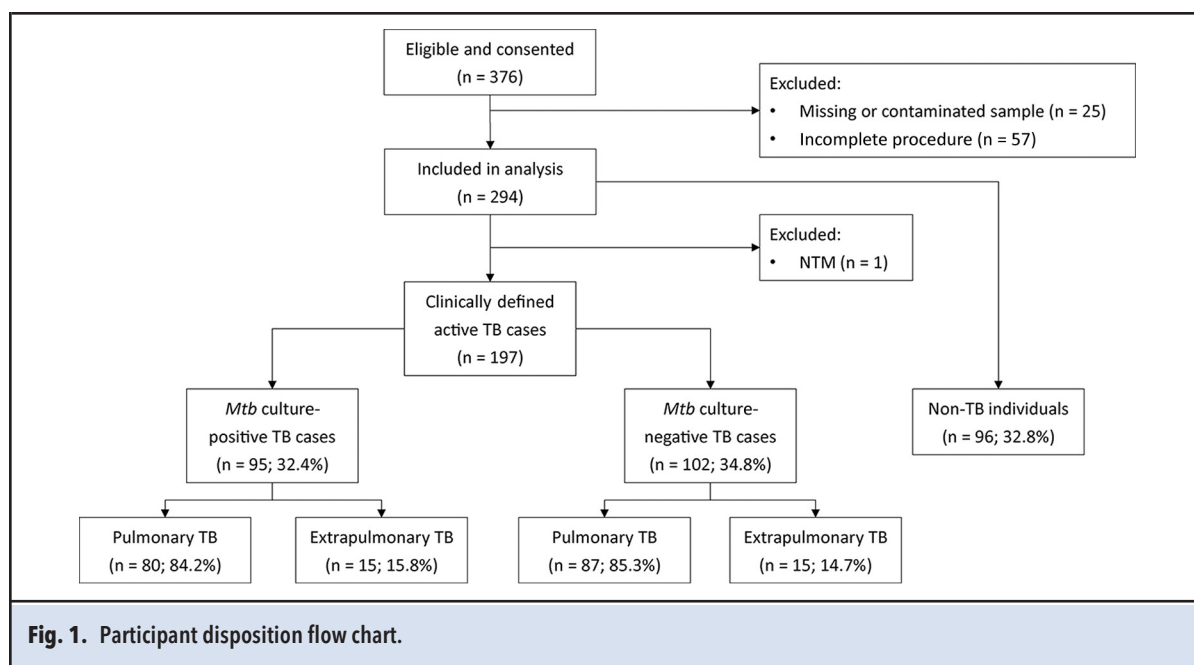 Eligible and consented
(n = 376)
Excluded:
• Missing or contaminated sample (n = 25)
• Incomplete procedure (n = 57)
Included in analysis
(n = 294)
Excluded:
• NTM (n = 1)
Clinically defined
active TB cases
(n = 197)
Mtb culture-
positive TB cases
(n = 95; 32.4%)
Mtb culture-
negative TB cases
(n = 102; 34.8%)
Non-TB individuals
(n = 96; 32.8%)
Pulmonary TB
(n = 80; 84.2%)
Extrapulmonary TB
(n = 15; 15.8%)
Pulmonary TB
(n = 87; 85.3%)
Extrapulmonary TB
(n = 15; 14.7%)
Fig. 1. Participant disposition flow chart.